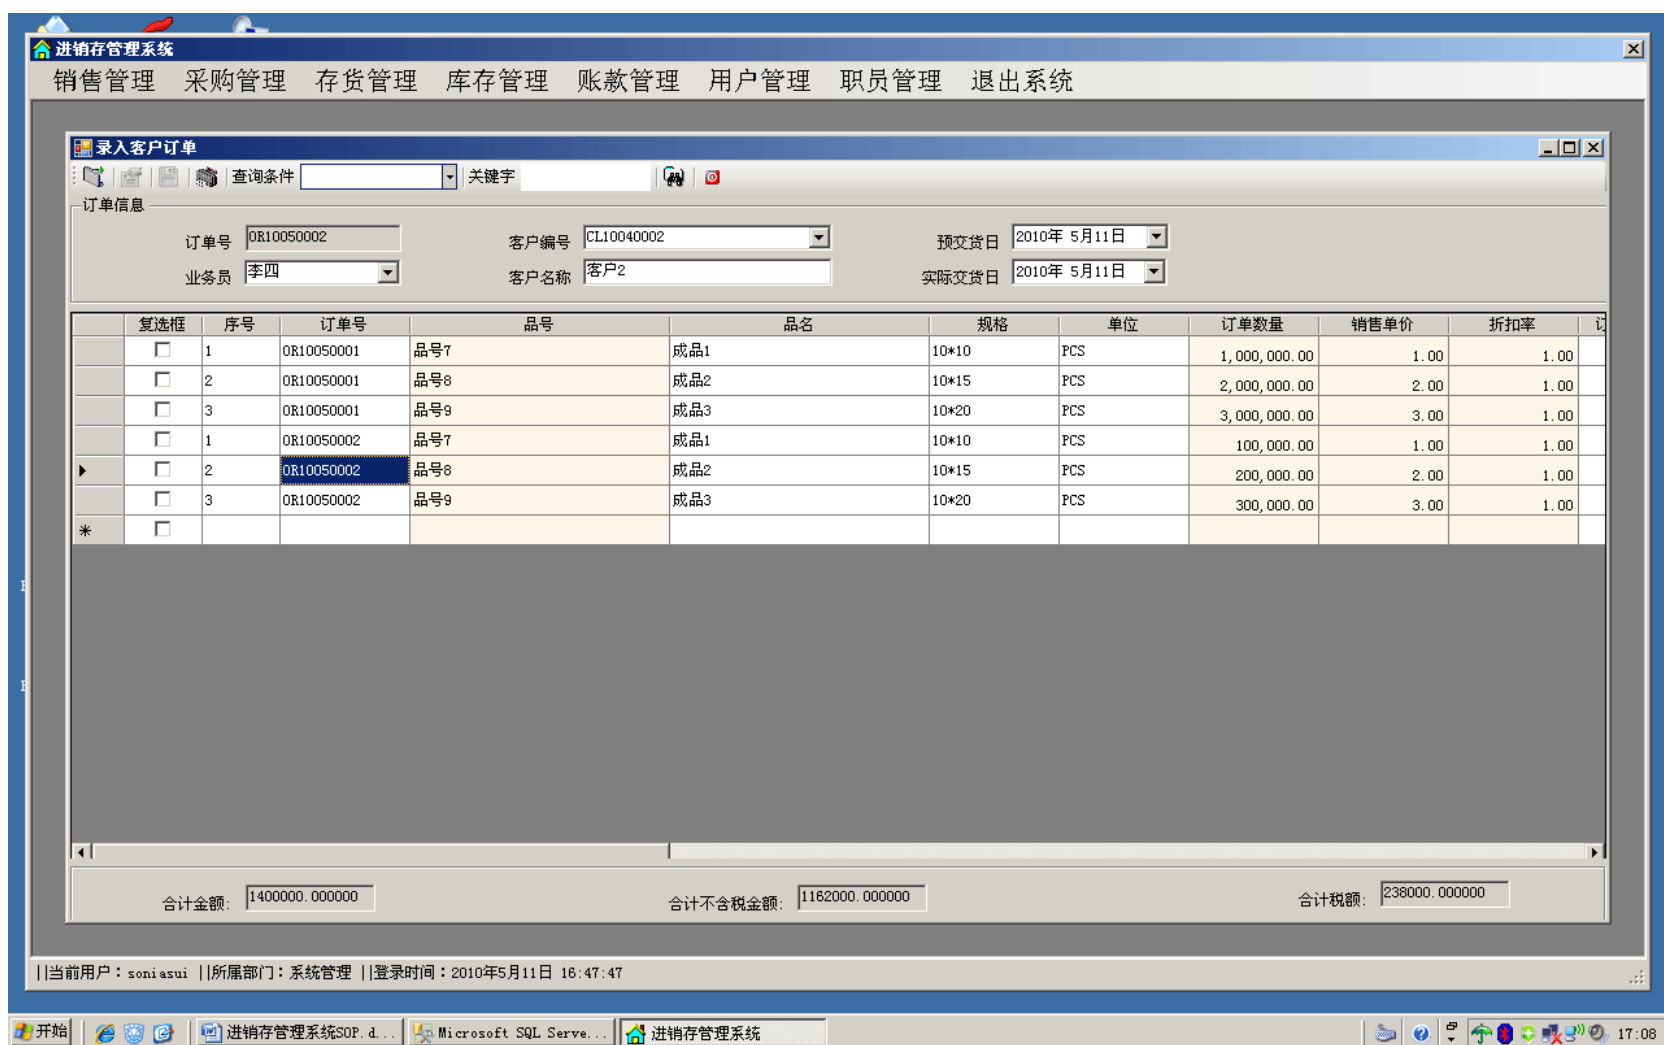 进销存管理系统
销售管理 采购管理 存货管理 库存管理 账款管理 用户管理 职员管理 退出系统
录入客户订单
查询条件 关键字
订单信息
订单号 OR10050002 客户编号 CL10040002 预交货日 2010年 5月11日
业务员 李四 客户名称 客户2 实际交货日 2010年 5月11日
复选框 序号 订单号 品号 品名 规格 单位 订单数量 销售单价 折扣率
1 OR10050001 品号7 成品1 10*10 PCS 1,000,000.00 1.00 1.00
2 OR10050001 品号8 成品2 10*15 PCS 2,000,000.00 2.00 1.00
3 OR10050001 品号9 成品3 10*20 PCS 3,000,000.00 3.00 1.00
1 OR10050002 品号7 成品1 10*10 PCS 100,000.00 1.00 1.00
2 OR10050002 品号8 成品2 10*15 PCS 200,000.00 2.00 1.00
3 OR10050002 品号9 成品3 10*20 PCS 300,000.00 3.00 1.00
合计金额: 1400000.000000 合计不含税金额: 1162000.000000 合计税额: 238000.000000
||当前用户：soniasui ||所属部门：系统管理 ||登录时间：2010年5月11日 16:47:47
开始 进销存管理系统SOP.d... Microsoft SQL Serve... 进销存管理系统 17:08